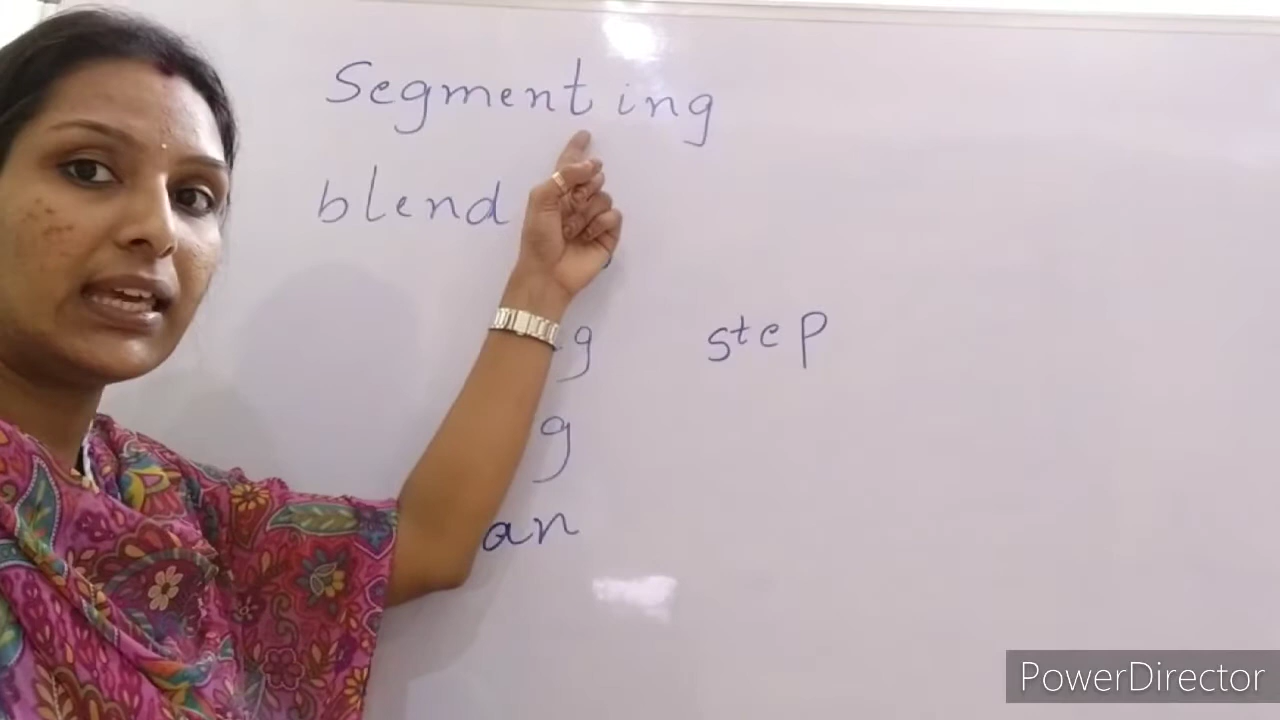 Segmenting
blend
g step
g
an
PowerDirector